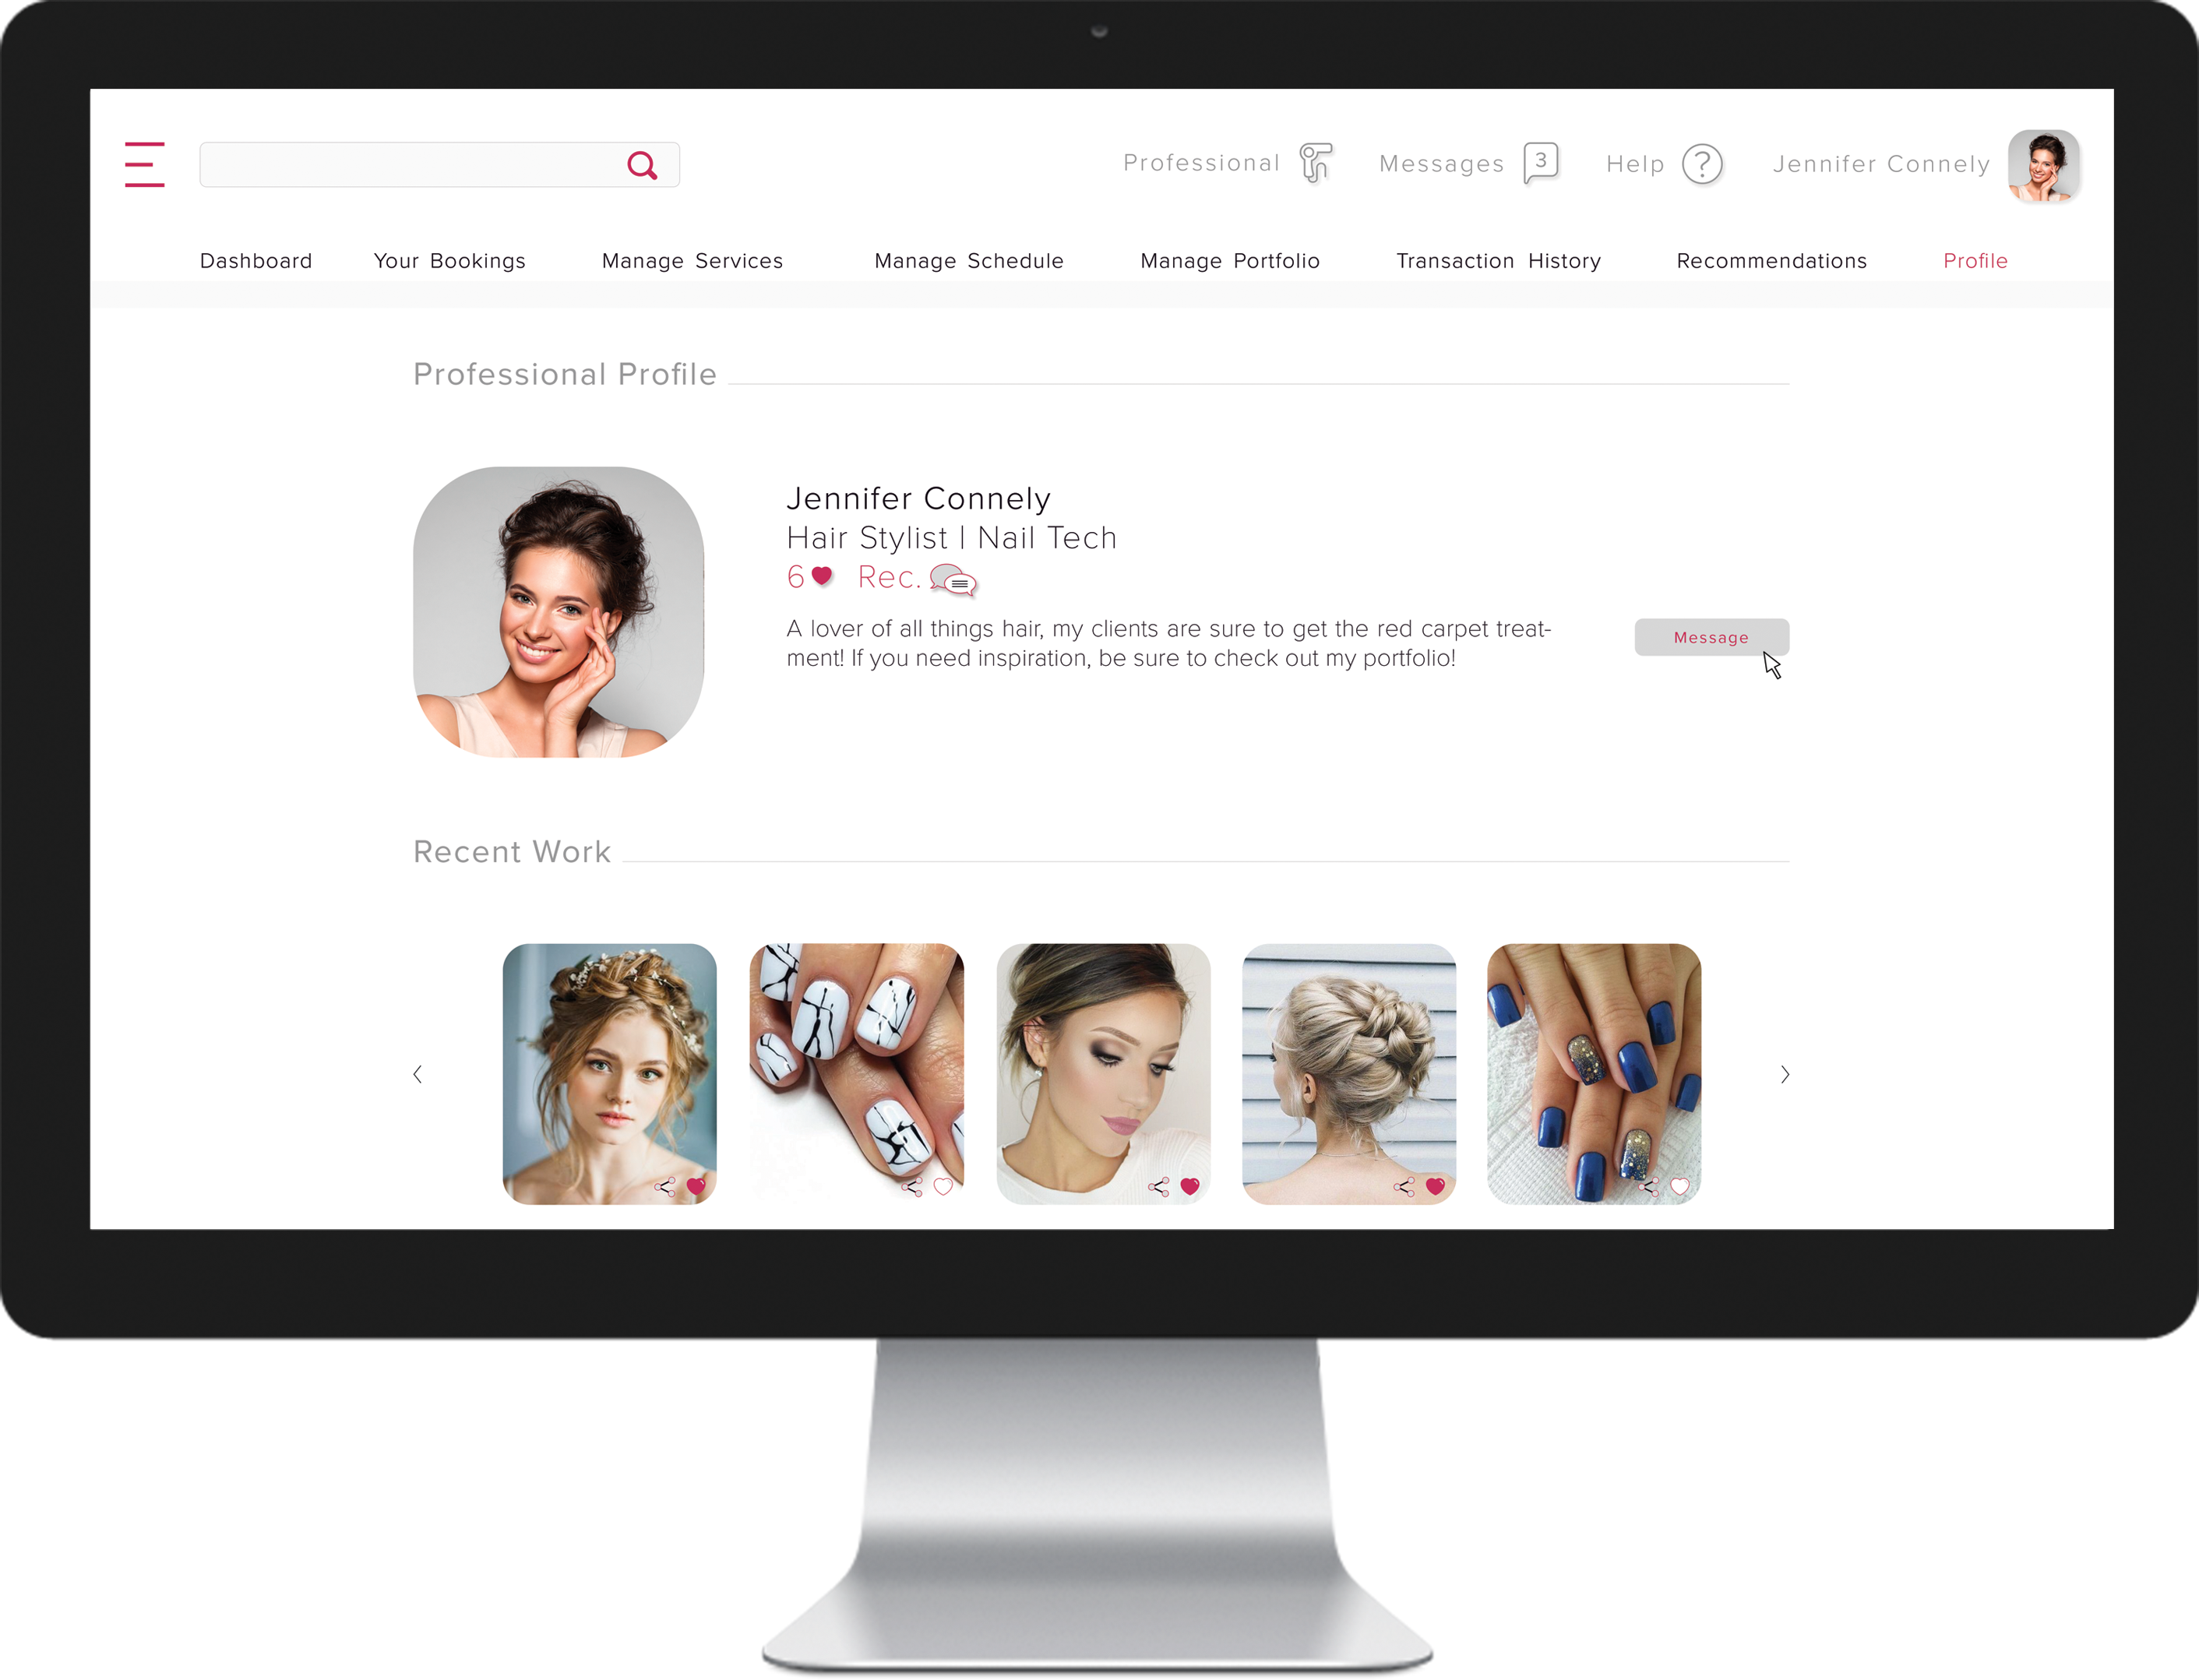 Professional Messages 3 Help ? Jennifer Connely
Dashboard Your Bookings Manage Services Manage Schedule Manage Portfolio Transaction History Recommendations Profile
Professional Profile
Jennifer Connely
Hair Stylist | Nail Tech
6 Rec.
A lover of all things hair, my clients are sure to get the red carpet treat-
ment! If you need inspiration, be sure to check out my portfolio!
Message
Recent Work